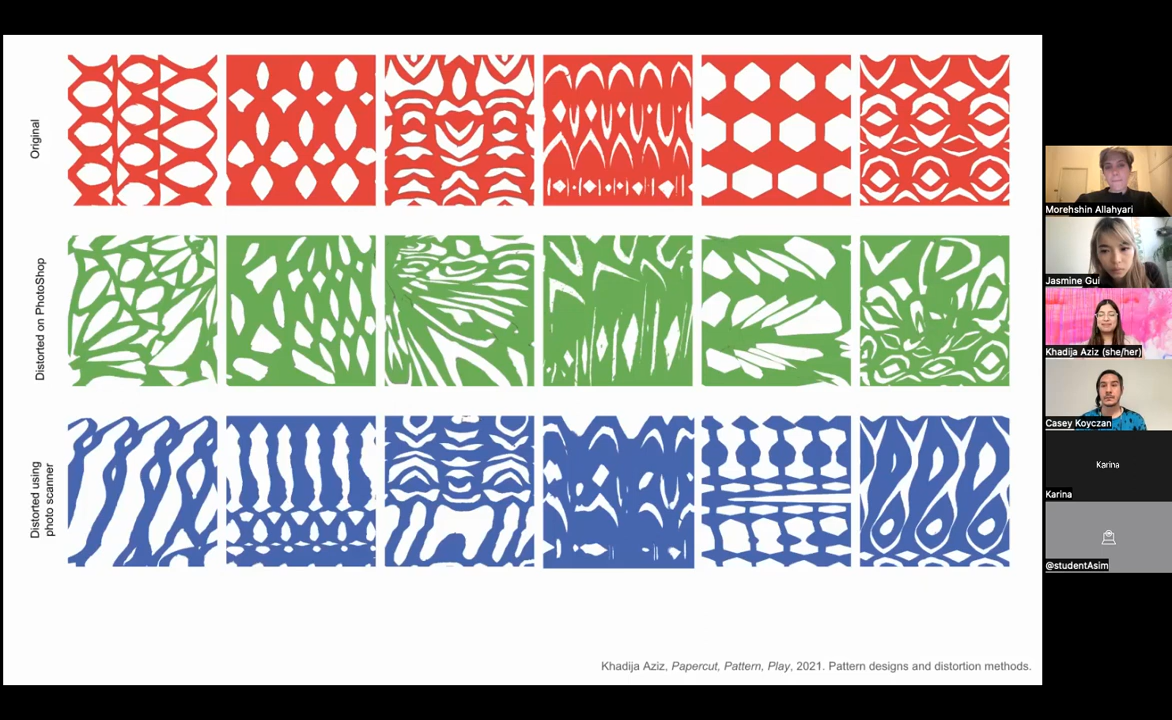 Original
Distorted on PhotoShop
Distorted using
photo scanner
Khadija Aziz, Papercut, Pattern, Play, 2021. Pattern designs and distortion methods.
Morehshin Allahyari
Jasmine Gui
Khadija Aziz (she/her)
Casey Koyczan
Karina
Karina
@studentAsim